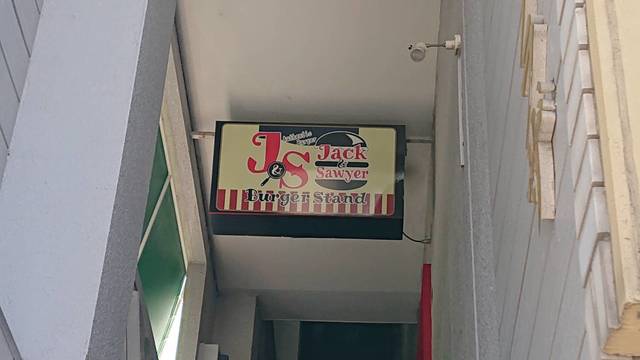 Authentic
Burger
J&S
Jack
&
Sawyer
Burger Stand